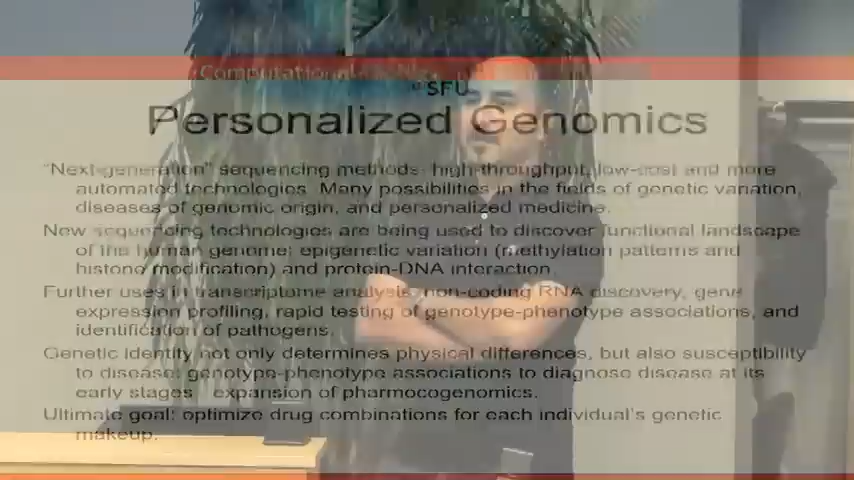 Computational
SFU
Personalized Genomics
"Next-generation" sequencing methods: high-throughput, low-cost and more
automated technologies. Many possibilities in the fields of genetic variation,
diseases of genomic origin, and personalized medicine.
New sequencing technologies are being used to discover functional landscape
of the human genome: epigenetic variation (methylation patterns and
histone modification) and protein-DNA interaction.
Further uses in transcriptome analysis, non-coding RNA discovery, gene
expression profiling, rapid testing of genotype-phenotype associations, and
identification of pathogens.
Genetic identity not only determines physical differences, but also susceptibility
to disease: genotype-phenotype associations to diagnose disease at its
early stages expansion of pharmocogenomics.
Ultimate goal: optimize drug combinations for each individual's genetic
makeup.